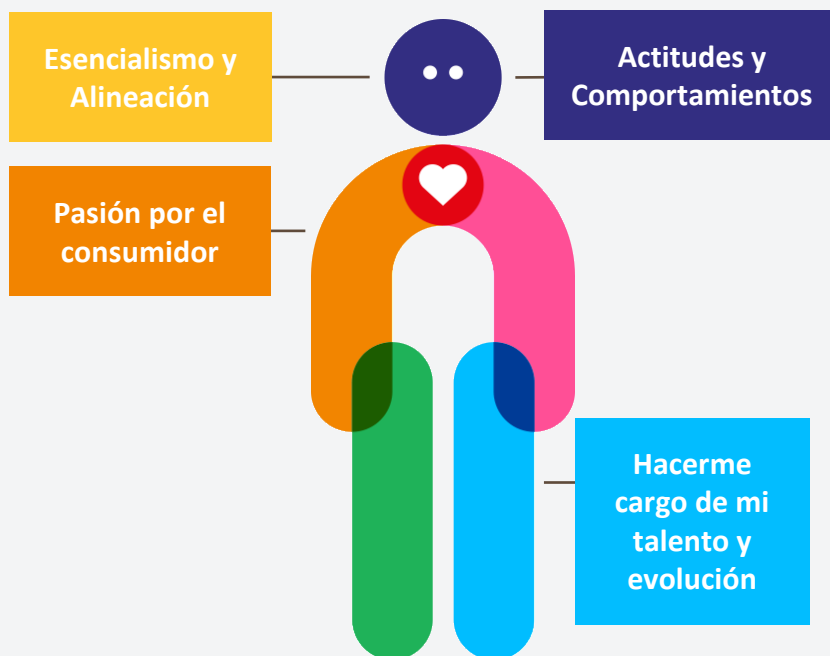 Esencialismo y
Alineación
Actitudes y
Comportamientos
Pasión por el
consumidor
Hacerme
cargo de mi
talento y
evolución